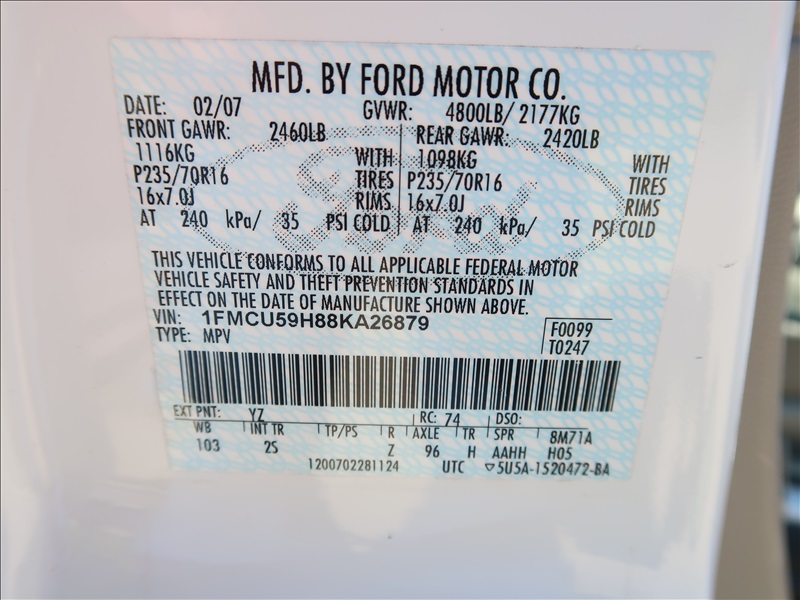 MFD. BY FORD MOTOR CO.
DATE: 02/07 GVWR: 4800LB/ 2177KG
FRONT GAWR: 2460LB REAR GAWR: 2420LB
1116KG WITH 1098KG WITH
P235/70R16 TIRES P235/70R16 TIRES
16x7.0J RIMS 16x7.0J RIMS
AT 240 kPa/ 35 PSI COLD AT 240 kPa/ 35 PSI COLD
THIS VEHICLE CONFORMS TO ALL APPLICABLE FEDERAL MOTOR
VEHICLE SAFETY AND THEFT PREVENTION STANDARDS IN
EFFECT ON THE DATE OF MANUFACTURE SHOWN ABOVE.
VIN: 1FMCU59H88KA26879 F0099
TYPE: MPV T0247
EXT PNT: YZ RC: 74 DSO:
WB INT TR TP/PS R AXLE TR SPR 8M71A
103 2S Z 96 H AAHH H05
1200702281124 UTC ▽5U5A-1520472-BA
Ford